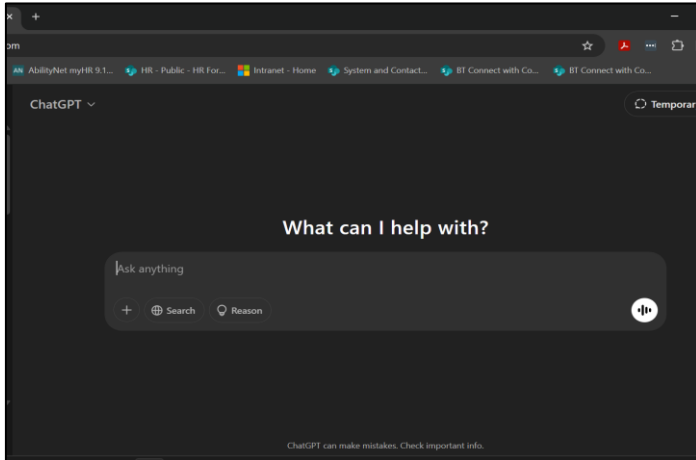 om
AN AbilityNet myHR 9.1... HR - Public - HR For... Intranet - Home System and Contact... BT Connect with Co... BT Connect with Co...
ChatGPT
Temporar
What can I help with?
Ask anything
Search Reason
ChatGPT can make mistakes. Check important info.